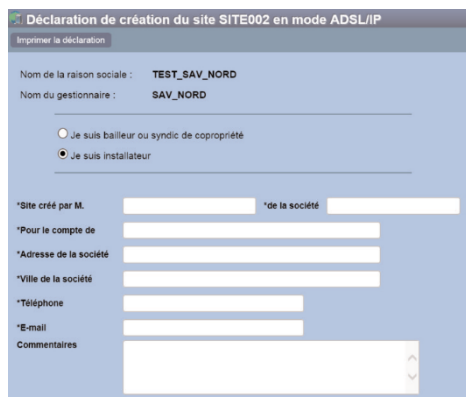 Déclaration de création du site SITE002 en mode ADSL/IP
Imprimer la déclaration
Nom de la raison sociale : TEST_SAV_NORD
Nom du gestionnaire : SAV_NORD
Je suis bailleur ou syndic de copropriété
Je suis installateur
*Site créé par M. *de la société
*Pour le compte de
*Adresse de la société
*Ville de la société
*Téléphone
*E-mail
Commentaires